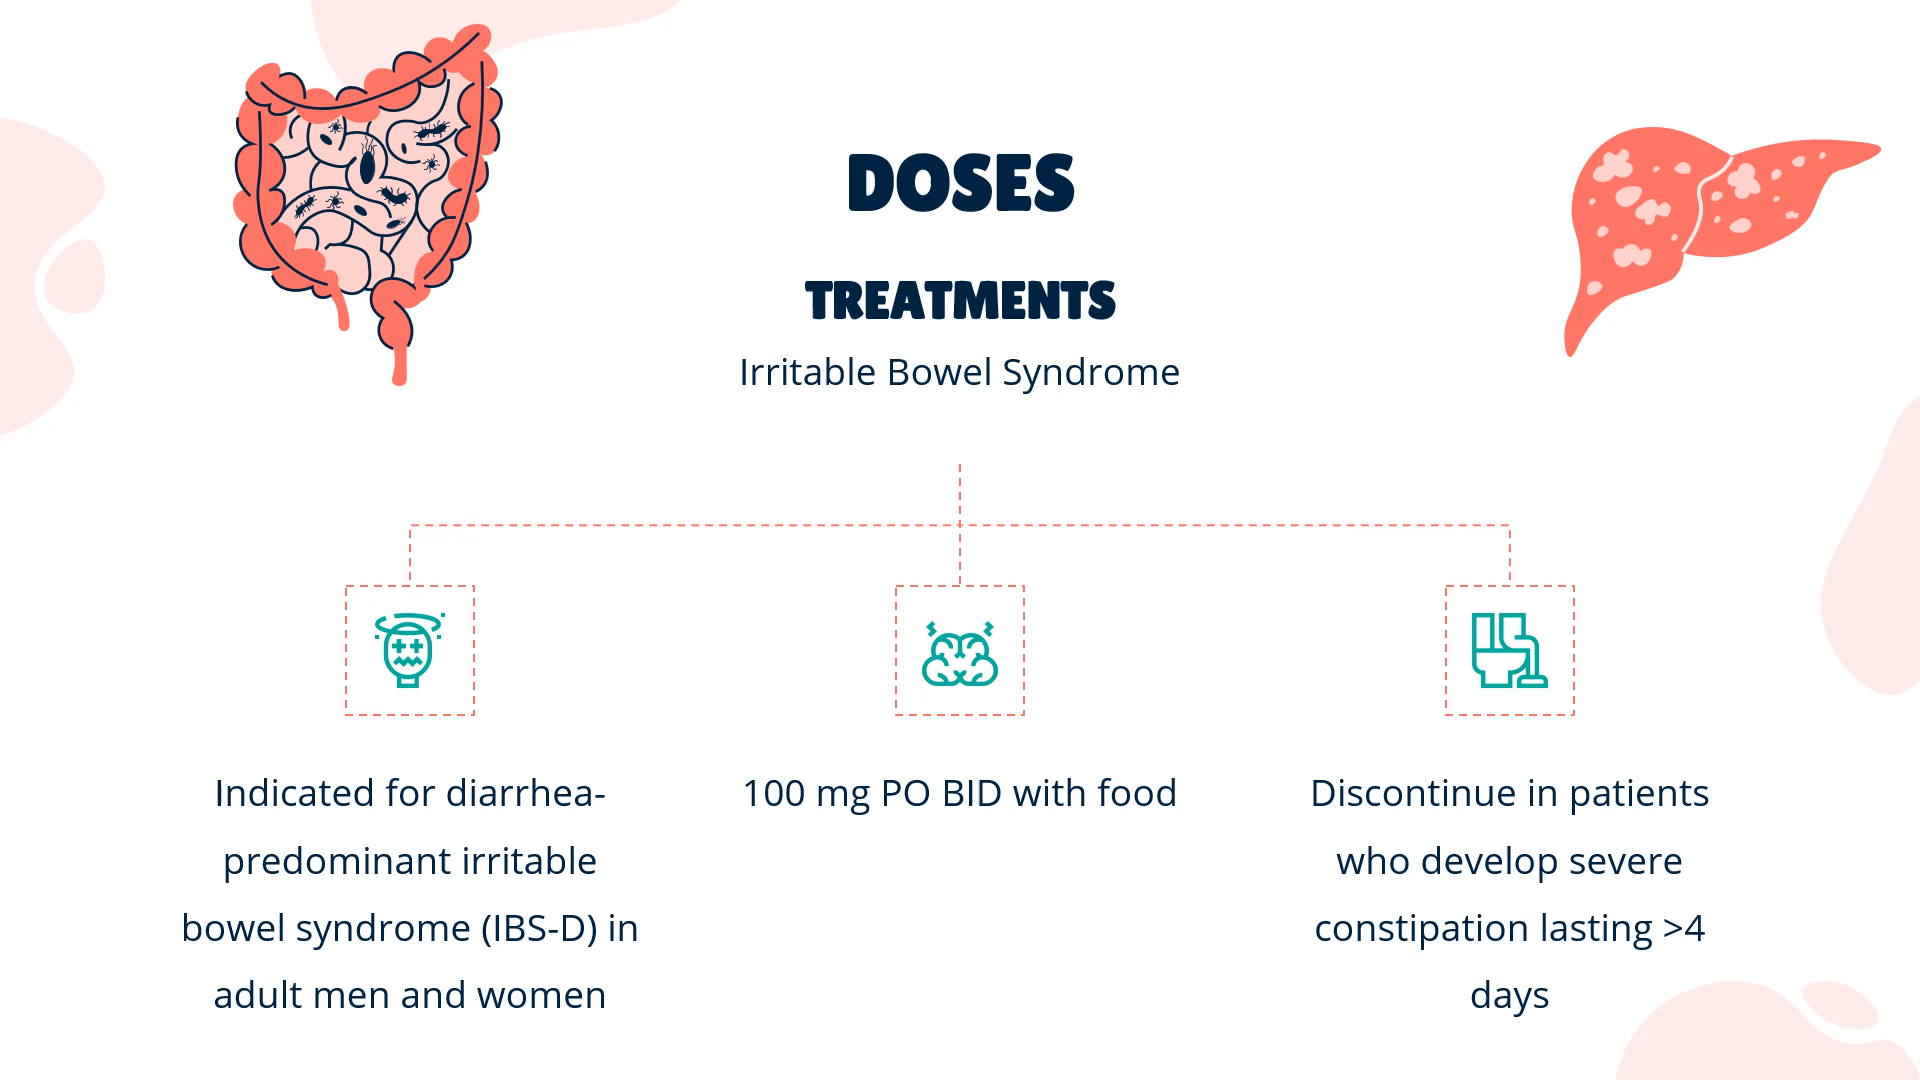 DOSES
TREATMENTS
Irritable Bowel Syndrome
Indicated for diarrhea-
predominant irritable
bowel syndrome (IBS-D) in
adult men and women
100 mg PO BID with food
Discontinue in patients
who develop severe
constipation lasting >4
days